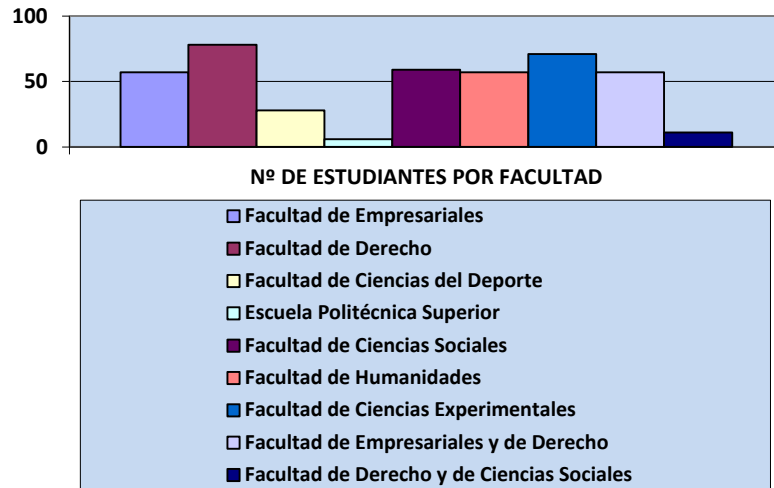 100
50
0
Nº DE ESTUDIANTES POR FACULTAD
Facultad de Empresariales
Facultad de Derecho
Facultad de Ciencias del Deporte
Escuela Politécnica Superior
Facultad de Ciencias Sociales
Facultad de Humanidades
Facultad de Ciencias Experimentales
Facultad de Empresariales y de Derecho
Facultad de Derecho y de Ciencias Sociales